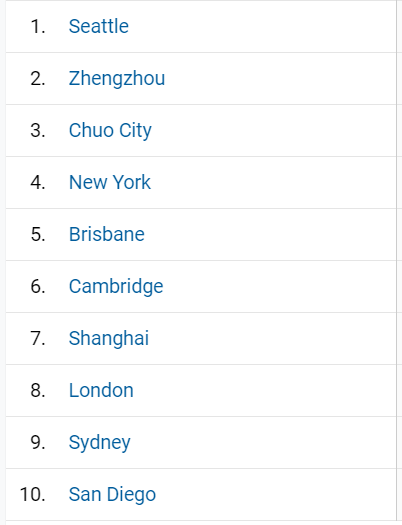 1. Seattle
2. Zhengzhou
3. Chuo City
4. New York
5. Brisbane
6. Cambridge
7. Shanghai
8. London
9. Sydney
10. San Diego